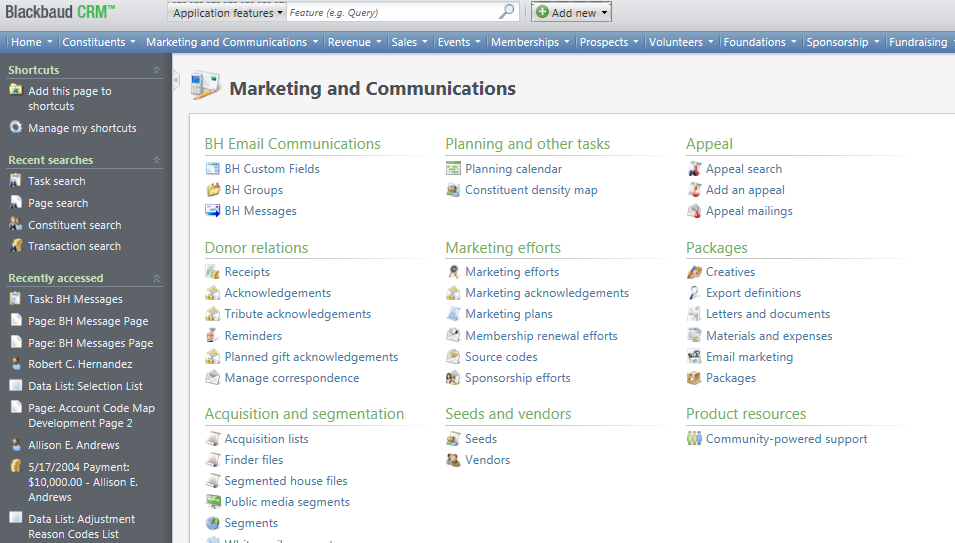 Blackbaud CRM™
Application features
Feature (e.g. Query)
Add new
Home
Constituents
Marketing and Communications
Revenue
Sales
Events
Memberships
Prospects
Volunteers
Foundations
Sponsorship
Fundraising
Shortcuts
Add this page to
shortcuts
Manage my shortcuts
Recent searches
Task search
Page search
Constituent search
Transaction search
Recently accessed
Task: BH Messages
Page: BH Message Page
Page: BH Messages Page
Robert C. Hernandez
Data List: Selection List
Page: Account Code Map
Development Page 2
Allison E. Andrews
5/17/2004 Payment:
$10,000.00 - Allison E.
Andrews
Data List: Adjustment
Reason Codes List
Marketing and Communications
BH Email Communications
BH Custom Fields
BH Groups
BH Messages
Planning and other tasks
Planning calendar
Constituent density map
Appeal
Appeal search
Add an appeal
Appeal mailings
Donor relations
Receipts
Acknowledgements
Tribute acknowledgements
Reminders
Planned gift acknowledgements
Manage correspondence
Marketing efforts
Marketing efforts
Marketing acknowledgements
Marketing plans
Membership renewal efforts
Source codes
Sponsorship efforts
Packages
Creatives
Export definitions
Letters and documents
Materials and expenses
Email marketing
Packages
Acquisition and segmentation
Acquisition lists
Finder files
Segmented house files
Public media segments
Segments
Seeds and vendors
Seeds
Vendors
Product resources
Community-powered support